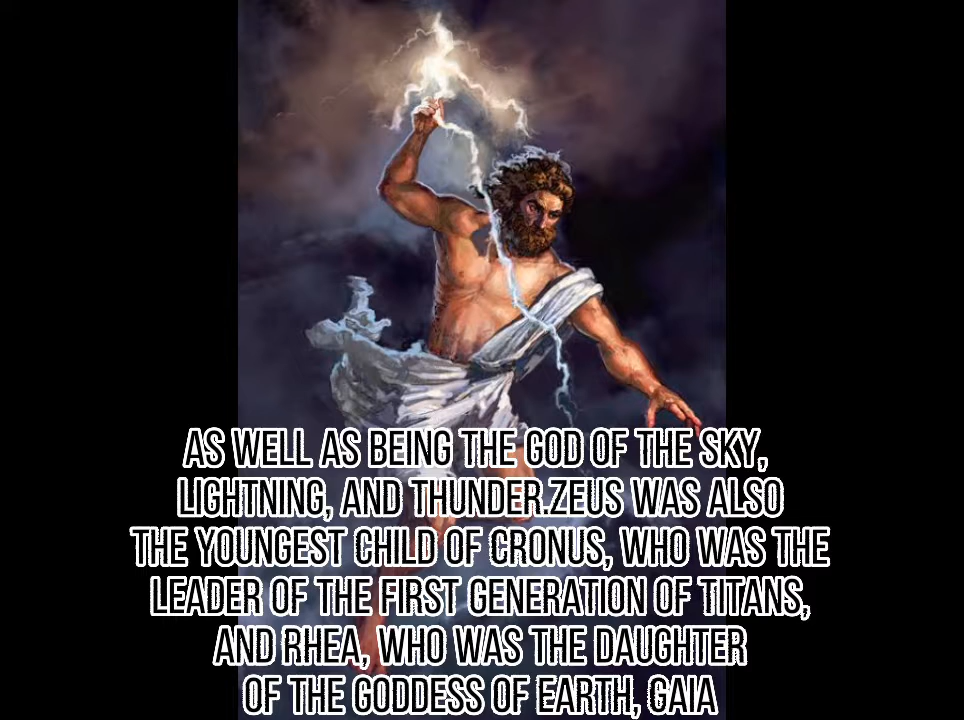 AS WELL AS BEING THE GOD OF THE SKY,
LIGHTNING, AND THUNDER.ZEUS WAS ALSO
THE YOUNGEST CHILD OF CRONUS, WHO WAS THE
LEADER OF THE FIRST GENERATION OF TITANS,
AND RHEA, WHO WAS THE DAUGHTER
OF THE GODDESS OF EARTH, GAIA